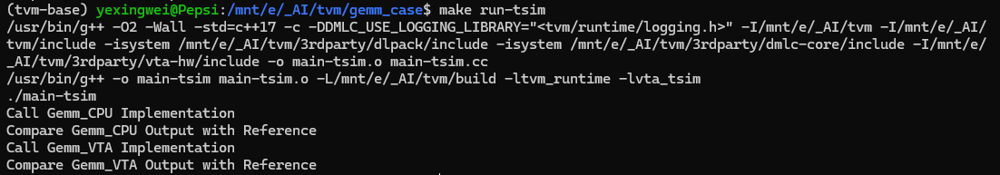 (tvm-base) yexingwei@Pepsi:/mnt/e/_AI/tvm/gemm_case$ make run-tsim
/usr/bin/g++ -O2 -Wall -std=c++17 -c -DDMLC_USE_LOGGING_LIBRARY="<tvm/runtime/logging.h>" -I/mnt/e/_AI/tvm -I/mnt/e/_AI/
tvm/include -isystem /mnt/e/_AI/tvm/3rdparty/dlpack/include -isystem /mnt/e/_AI/tvm/3rdparty/dmlc-core/include -I/mnt/e/
_AI/tvm/3rdparty/vta-hw/include -o main-tsim.o main-tsim.cc
/usr/bin/g++ -o main-tsim main-tsim.o -L/mnt/e/_AI/tvm/build -ltvm_runtime -lvta_tsim
./main-tsim
Call Gemm_CPU Implementation
Compare Gemm_CPU Output with Reference
Call Gemm_VTA Implementation
Compare Gemm_VTA Output with Reference